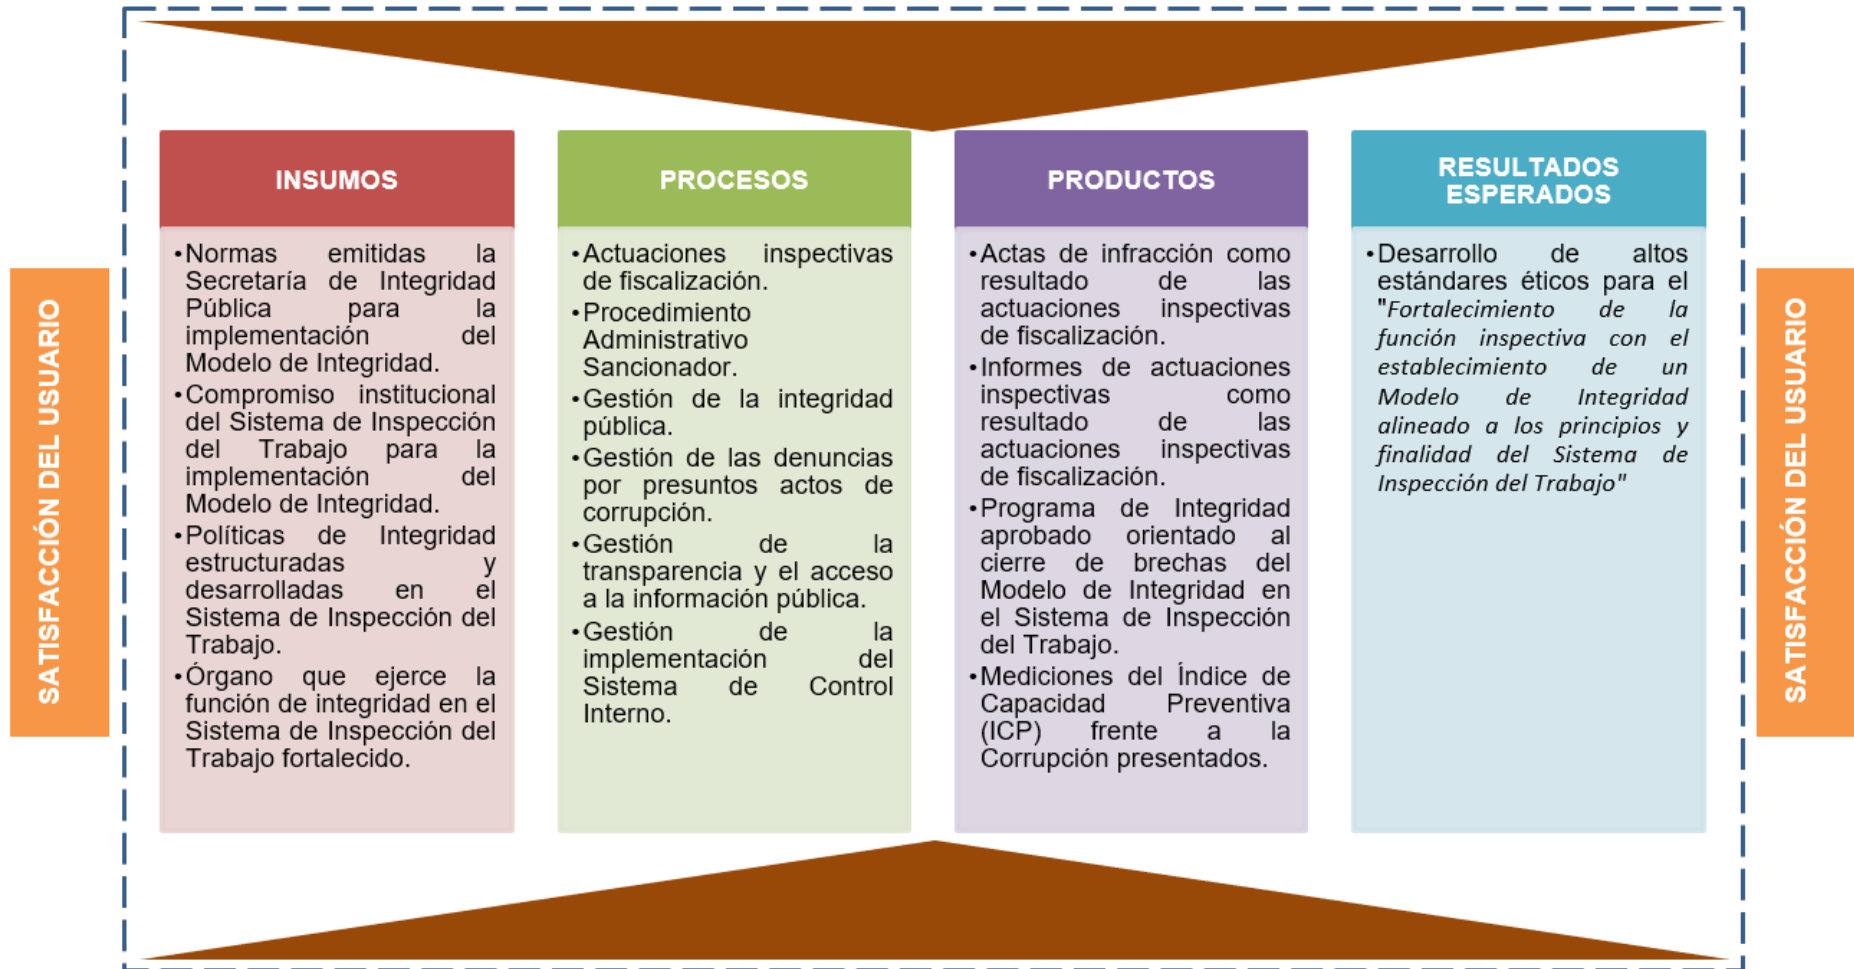 SATISFACCIÓN DEL USUARIO
INSUMOS
•Normas emitidas la
Secretaría de Integridad
Pública para la
implementación del
Modelo de Integridad.
•Compromiso institucional
del Sistema de Inspección
del Trabajo para la
implementación del
Modelo de Integridad.
•Políticas de Integridad
estructuradas y
desarrolladas en el
Sistema de Inspección del
Trabajo.
•Órgano que ejerce la
función de integridad en el
Sistema de Inspección del
Trabajo fortalecido.
PROCESOS
•Actuaciones inspectivas
de fiscalización.
•Procedimiento
Administrativo
Sancionador.
•Gestión de la integridad
pública.
•Gestión de las denuncias
por presuntos actos de
corrupción.
•Gestión de la
transparencia y el acceso
a la información pública.
•Gestión de la
implementación del
Sistema de Control
Interno.
PRODUCTOS
•Actas de infracción como
resultado de las
actuaciones inspectivas
de fiscalización.
•Informes de actuaciones
inspectivas como
resultado de las
actuaciones inspectivas
de fiscalización.
•Programa de Integridad
aprobado orientado al
cierre de brechas del
Modelo de Integridad en
el Sistema de Inspección
del Trabajo.
•Mediciones del Índice de
Capacidad Preventiva
(ICP) frente a la
Corrupción presentados.
RESULTADOS
ESPERADOS
•Desarrollo de altos
estándares éticos para el
"Fortalecimiento de la
función inspectiva con el
establecimiento de un
Modelo de Integridad
alineado a los principios y
finalidad del Sistema de
Inspección del Trabajo"
SATISFACCIÓN DEL USUARIO